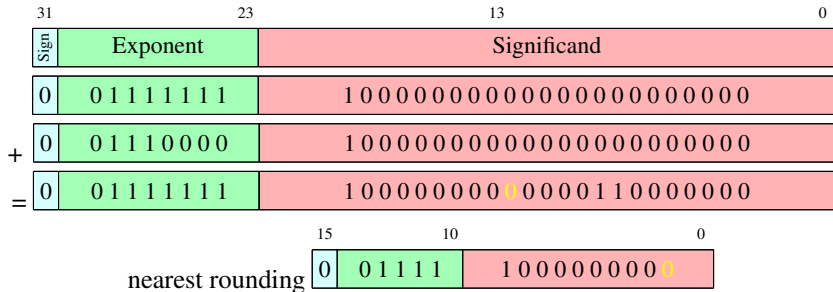 31 23 13 0
Sign Exponent Significand
0 0 1 1 1 1 1 1 1 1 0 0 0 0 0 0 0 0 0 0 0 0 0 0 0 0 0 0 0 0 0 0
+ 0 0 1 1 1 0 0 0 0 1 0 0 0 0 0 0 0 0 0 0 0 0 0 0 0 0 0 0 0 0 0 0
= 0 0 1 1 1 1 1 1 1 1 0 0 0 0 0 0 0 0 0 0 0 0 0 1 1 0 0 0 0 0 0 0
15 10 0
nearest rounding 0 0 1 1 1 1 1 0 0 0 0 0 0 0 0 0